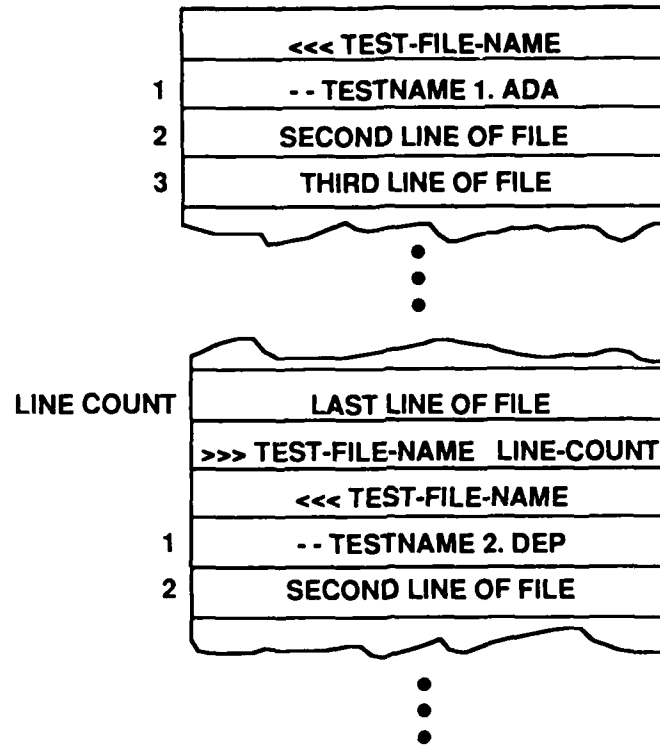 <<< TEST-FILE-NAME
1 -- TESTNAME 1. ADA
2 SECOND LINE OF FILE
3 THIRD LINE OF FILE
LINE COUNT LAST LINE OF FILE
>>> TEST-FILE-NAME LINE-COUNT
<<< TEST-FILE-NAME
1 -- TESTNAME 2. DEP
2 SECOND LINE OF FILE